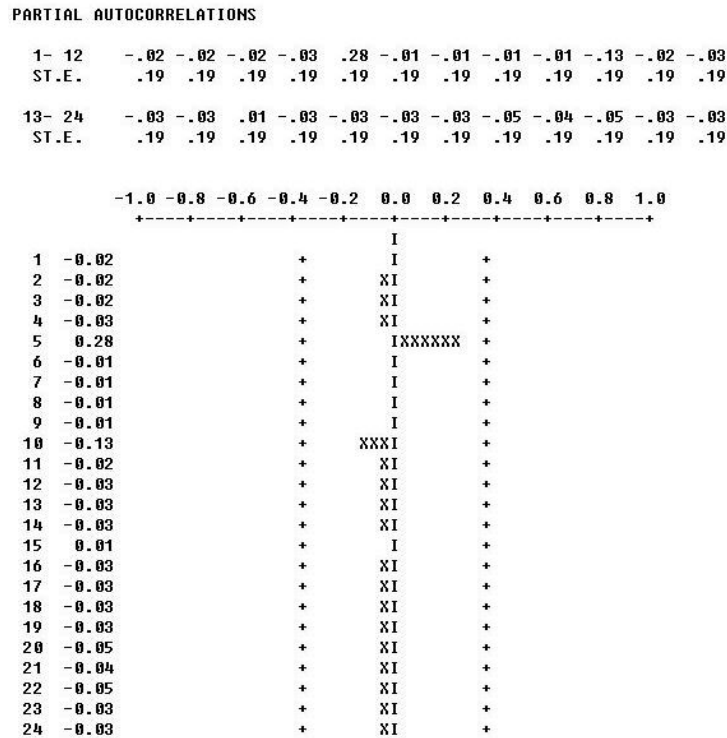 PARTIAL AUTOCORRELATIONS
1- 12 -.02 -.02 -.02 -.03 .28 -.01 -.01 -.01 -.01 -.13 -.02 -.03
ST.E. .19 .19 .19 .19 .19 .19 .19 .19 .19 .19 .19 .19
13- 24 -.03 -.03 .01 -.03 -.03 -.03 -.03 -.05 -.04 -.05 -.03 -.03
ST.E. .19 .19 .19 .19 .19 .19 .19 .19 .19 .19 .19 .19
-1.0 -0.8 -0.6 -0.4 -0.2 0.0 0.2 0.4 0.6 0.8 1.0
+----+----+----+----+----+----+----+----+----+----+
I
1 -0.02 + I +
2 -0.02 + XI +
3 -0.02 + XI +
4 -0.03 + XI +
5 0.28 + IXXXXXX +
6 -0.01 + I +
7 -0.01 + I +
8 -0.01 + I +
9 -0.01 + I +
10 -0.13 + XXXI +
11 -0.02 + XI +
12 -0.03 + XI +
13 -0.03 + XI +
14 -0.03 + XI +
15 0.01 + I +
16 -0.03 + XI +
17 -0.03 + XI +
18 -0.03 + XI +
19 -0.03 + XI +
20 -0.05 + XI +
21 -0.04 + XI +
22 -0.05 + XI +
23 -0.03 + XI +
24 -0.03 + XI +